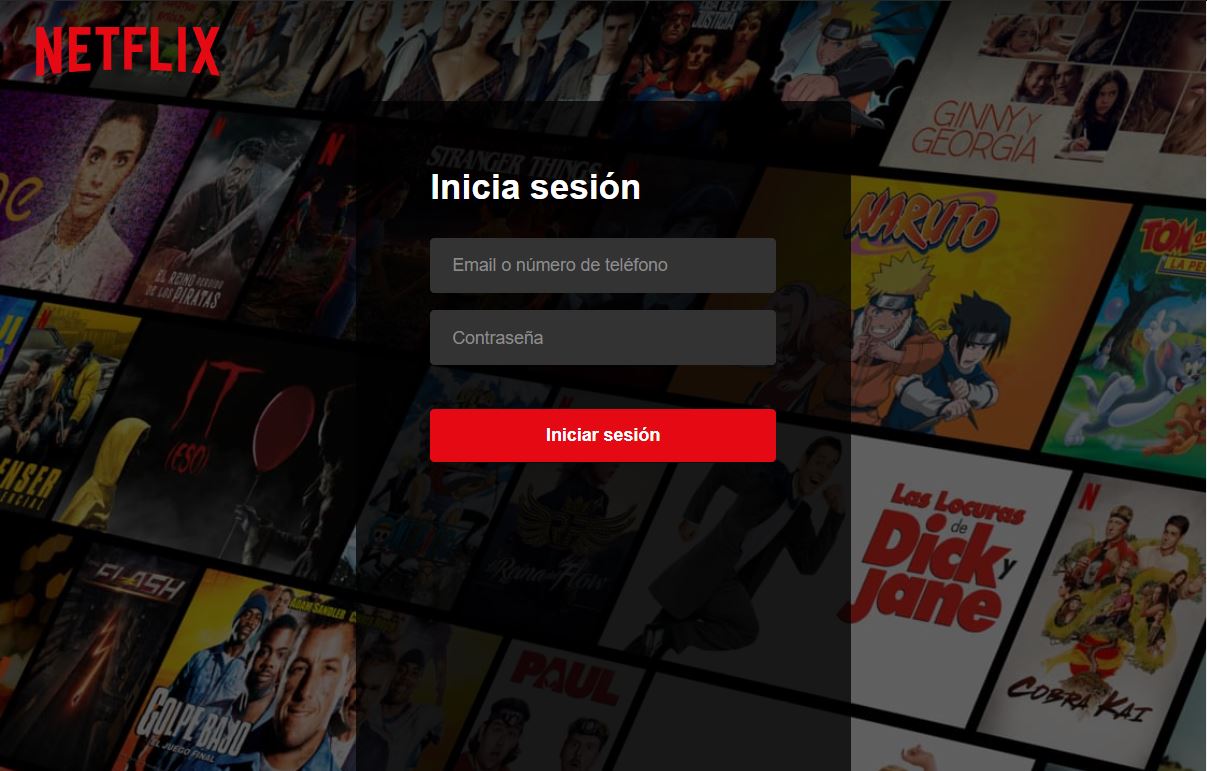 NETFLIX
JUSTICIA
GINNY Y
GEORGIA
STRANGER THINGS
Inicia sesión
NARUTO
TOM
EL REINO PERDIDO
DE LOS PIRATAS
Email o número de teléfono
Contraseña
IT
(ESO)
Iniciar sesión
Las Locuras
de
Dick y
Jane
La Reina del Flow
FLASH
ADAM SANDLER
GOLPE BAJO
EL JUEGO FINAL
PAUL
COBRA KAI